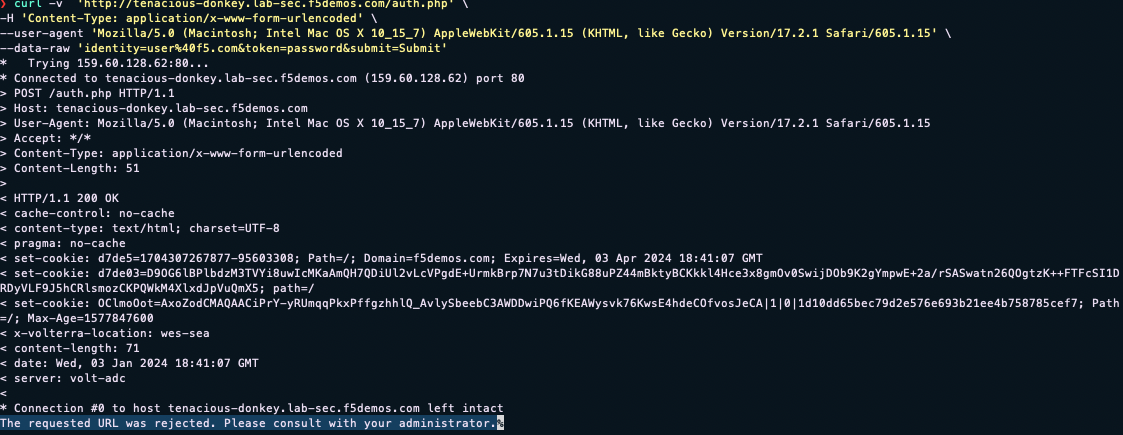 ❯ curl -v  'http://tenacious-donkey.lab-sec.f5demos.com/auth.php' \
-H 'Content-Type: application/x-www-form-urlencoded' \
--user-agent 'Mozilla/5.0 (Macintosh; Intel Mac OS X 10_15_7) AppleWebKit/605.1.15 (KHTML, like Gecko) Version/17.2.1 Safari/605.1.15' \
--data-raw 'identity=user%40f5.com&token=password&submit=Submit'
*   Trying 159.60.128.62:80...
* Connected to tenacious-donkey.lab-sec.f5demos.com (159.60.128.62) port 80
> POST /auth.php HTTP/1.1
> Host: tenacious-donkey.lab-sec.f5demos.com
> User-Agent: Mozilla/5.0 (Macintosh; Intel Mac OS X 10_15_7) AppleWebKit/605.1.15 (KHTML, like Gecko) Version/17.2.1 Safari/605.1.15
> Accept: */*
> Content-Type: application/x-www-form-urlencoded
> Content-Length: 51
>
< HTTP/1.1 200 OK
< cache-control: no-cache
< content-type: text/html; charset=UTF-8
< pragma: no-cache
< set-cookie: d7de5=1704307267877-95603308; Path=/; Domain=f5demos.com; Expires=Wed, 03 Apr 2024 18:41:07 GMT
< set-cookie: d7de03=D9OG6lBPlbdzM3TVYi8uwIcMKaAmQH7QDiUl2vLcVPgdE+UrmkBrp7N7u3tDikG88uPZ44mBktyBCKkkl4Hce3x8gmOv0SwijDOb9K2gYmpwE+2a/rSASwatn26QOgtzK++FTFcSI1D
RDyVLF9J5hCRlsmozCKPQWkM4XlxdJpVuQmX5; path=/
< set-cookie: OClmoOot=AxoZodCMAQAACiPrY-yRUmqqPkxPffgzhhlQ_AvlySbeebC3AWDDwiPQ6fKEAWysvk76KwsE4hdeCOfvosJeCA|1|0|1d10dd65bec79d2e576e693b21ee4b758785cef7; Path
=/; Max-Age=1577847600
< x-volterra-location: wes-sea
< content-length: 71
< date: Wed, 03 Jan 2024 18:41:07 GMT
< server: volt-adc
<
* Connection #0 to host tenacious-donkey.lab-sec.f5demos.com left intact
The requested URL was rejected. Please consult with your administrator.%